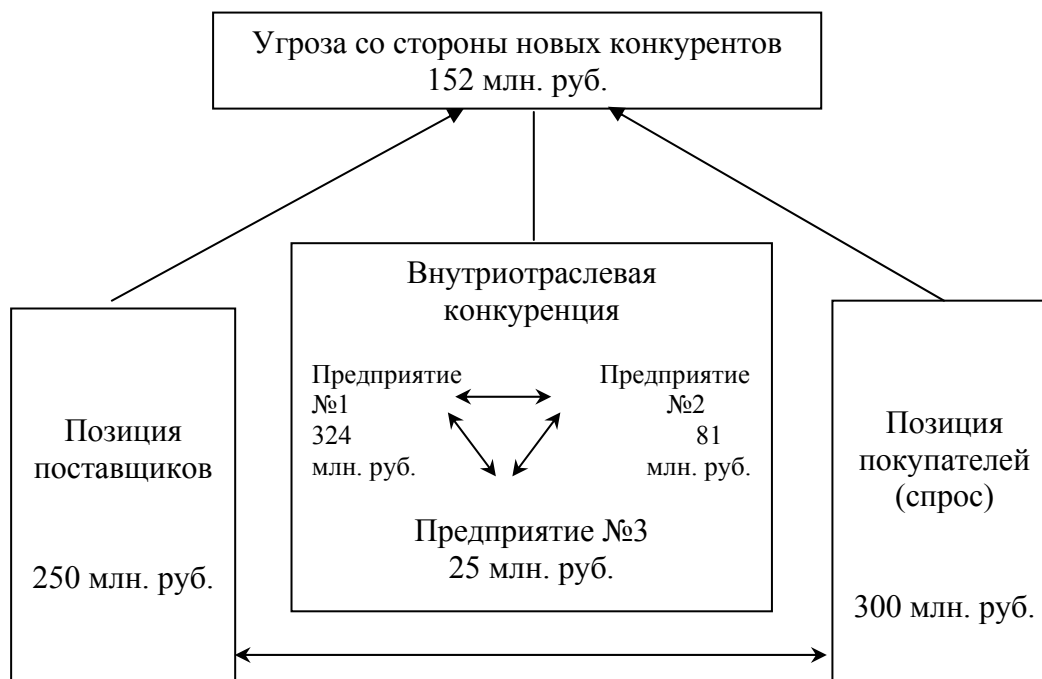 Угроза со стороны новых конкурентов
152 млн. руб.
Внутриотраслевая
конкуренция
Предприятие
№1
324
млн. руб.
Предприятие
№2
81
млн. руб.
Предприятие №3
25 млн. руб.
Позиция
поставщиков
250 млн. руб.
Позиция
покупателей
(спрос)
300 млн. руб.